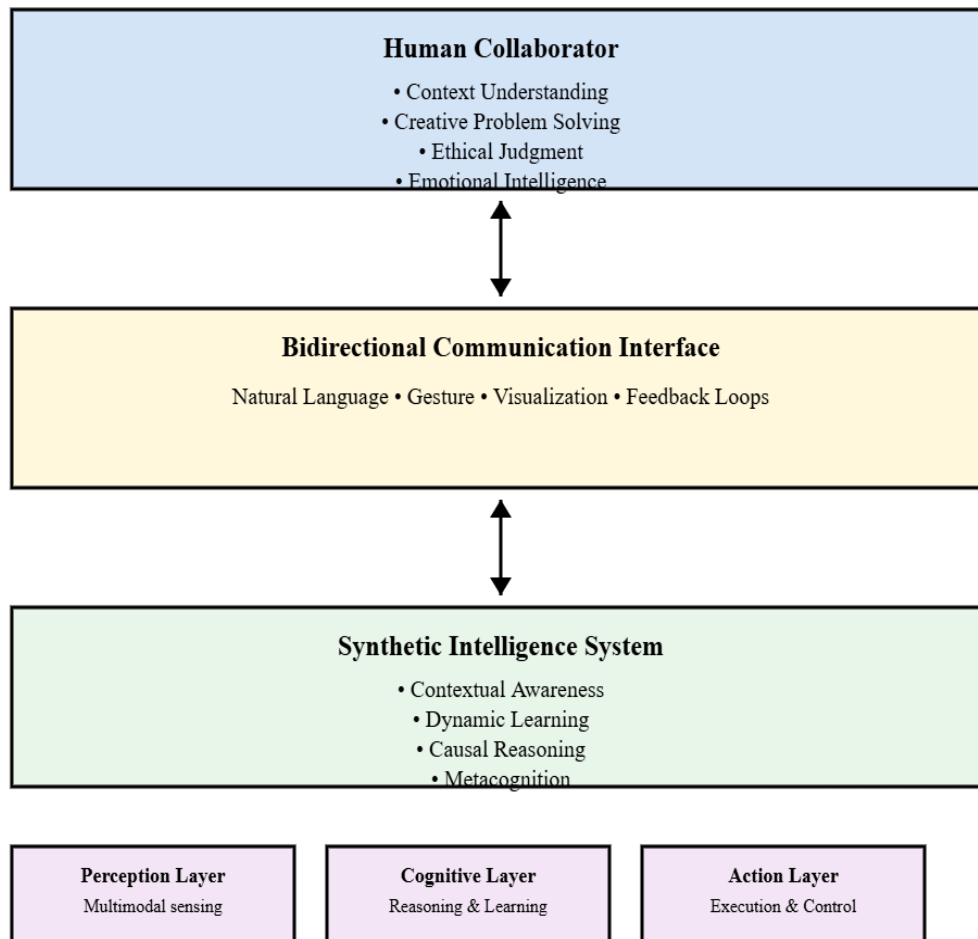 Human Collaborator
• Context Understanding
• Creative Problem Solving
• Ethical Judgment
• Emotional Intelligence
Bidirectional Communication Interface
Natural Language • Gesture • Visualization • Feedback Loops
Synthetic Intelligence System
• Contextual Awareness
• Dynamic Learning
• Causal Reasoning
• Metacognition
Perception Layer
Multimodal sensing
Cognitive Layer
Reasoning & Learning
Action Layer
Execution & Control